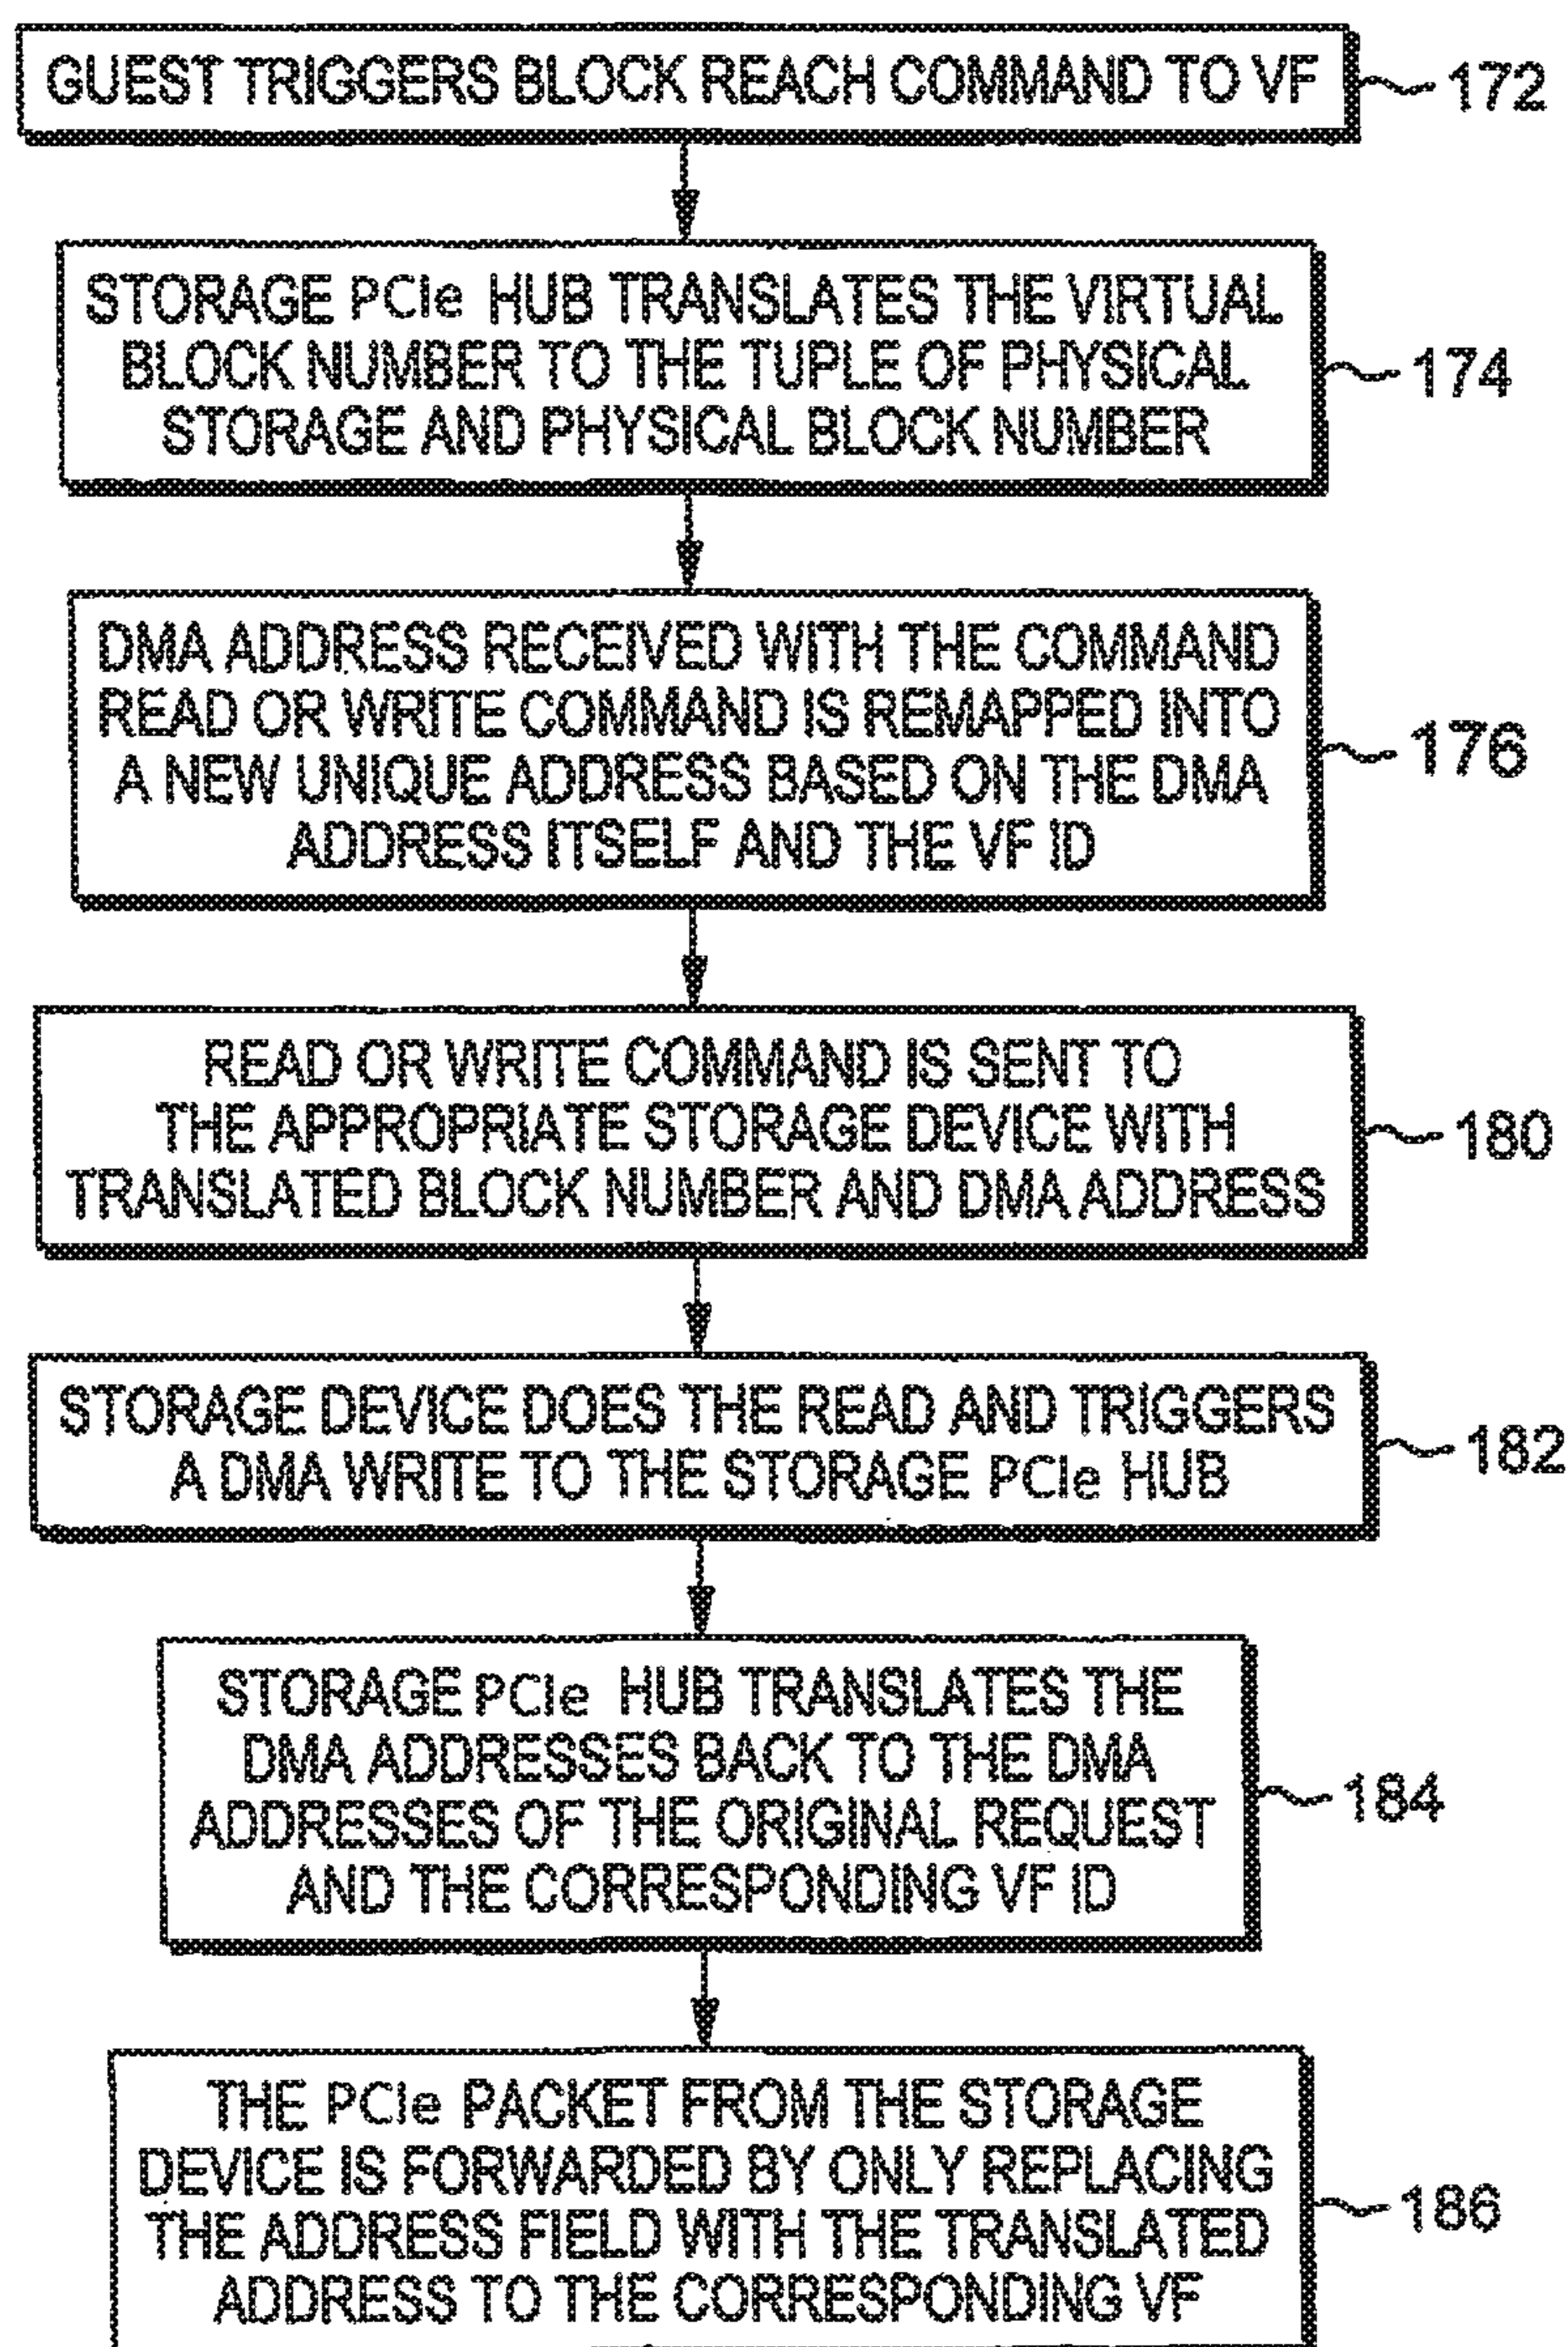 GUEST TRIGGERS BLOCK REACH COMMAND TO VF
172
STORAGE PCIe HUB TRANSLATES THE VIRTUAL
BLOCK NUMBER TO THE TUPLE OF PHYSICAL
STORAGE AND PHYSICAL BLOCK NUMBER
174
DMA ADDRESS RECEIVED WITH THE COMMAND
READ OR WRITE COMMAND IS REMAPPED INTO
A NEW UNIQUE ADDRESS BASED ON THE DMA
ADDRESS ITSELF AND THE VF ID
176
READ OR WRITE COMMAND IS SENT TO
THE APPROPRIATE STORAGE DEVICE WITH
TRANSLATED BLOCK NUMBER AND DMA ADDRESS
180
STORAGE DEVICE DOES THE READ AND TRIGGERS
A DMA WRITE TO THE STORAGE PCIe HUB
182
STORAGE PCIe HUB TRANSLATES THE
DMA ADDRESSES BACK TO THE DMA
ADDRESSES OF THE ORIGINAL REQUEST
AND THE CORRESPONDING VF ID
184
THE PCIe PACKET FROM THE STORAGE
DEVICE IS FORWARDED BY ONLY REPLACING
THE ADDRESS FIELD WITH THE TRANSLATED
ADDRESS TO THE CORRESPONDING VF
186